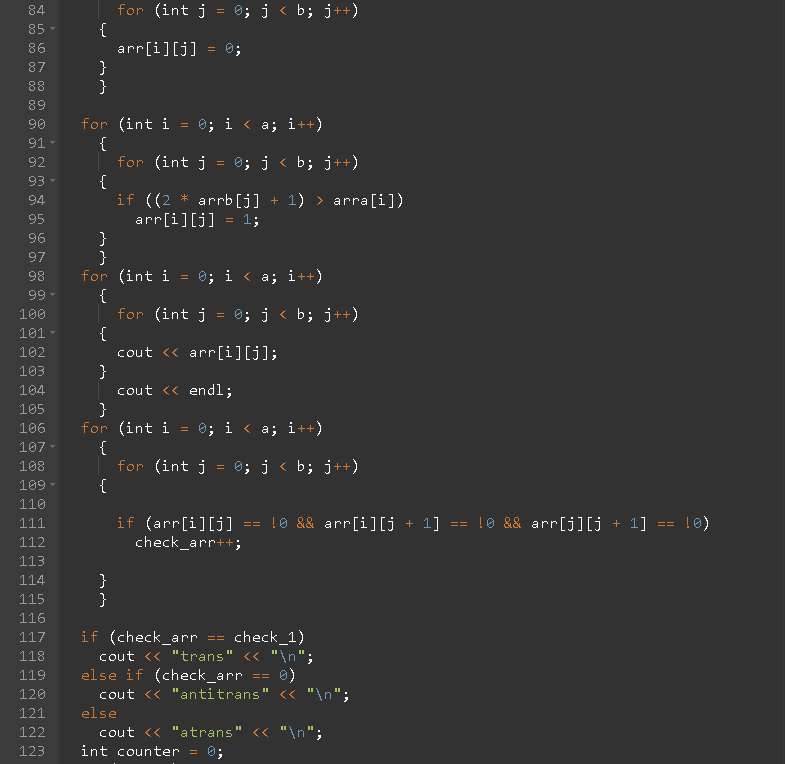 84 for (int j = 0; j < b; j++)
85 {
86 arr[i][j] = 0;
87 }
88 }
89
90 for (int i = 0; i < a; i++)
91 {
92 for (int j = 0; j < b; j++)
93 {
94 if ((2 * arrb[j] + 1) > arra[i])
95 arr[i][j] = 1;
96 }
97 }
98 for (int i = 0; i < a; i++)
99 {
100 for (int j = 0; j < b; j++)
101 {
102 cout << arr[i][j];
103 }
104 cout << endl;
105 }
106 for (int i = 0; i < a; i++)
107 {
108 for (int j = 0; j < b; j++)
109 {
110
111 if (arr[i][j] == !0 && arr[i][j + 1] == !0 && arr[j][j + 1] == !0)
112 check_arr++;
113
114 }
115 }
116
117 if (check_arr == check_1)
118 cout << "trans" << "\n";
119 else if (check_arr == 0)
120 cout << "antitrans" << "\n";
121 else
122 cout << "atrans" << "\n";
123 int counter = 0;